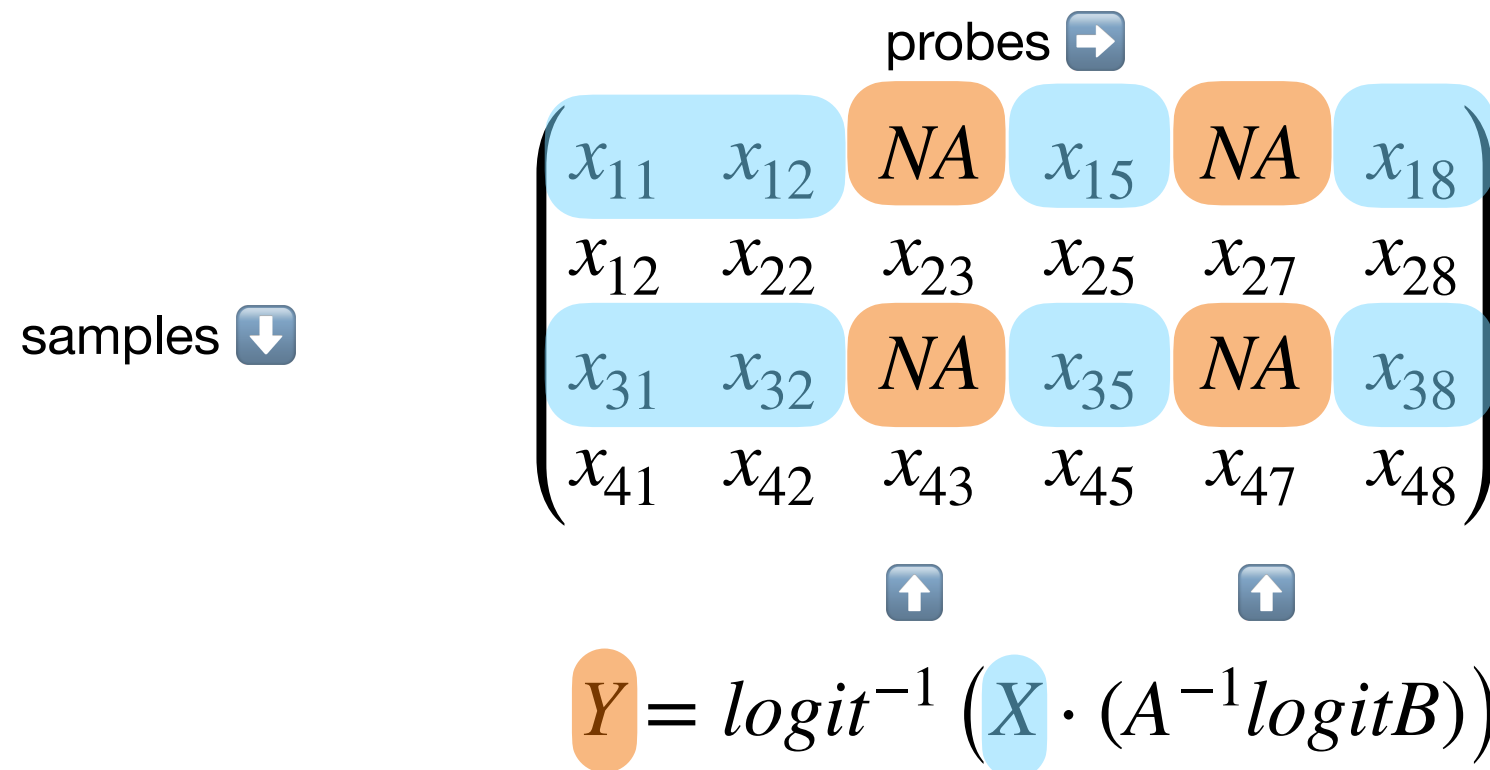 probes ➡️
x₁₁ x₁₂ NA x₁₅ NA x₁₈
x₁₂ x₂₂ x₂₃ x₂₅ x₂₇ x₂₈
samples ⬇️
x₃₁ x₃₂ NA x₃₅ NA x₃₈
x₄₁ x₄₂ x₄₃ x₄₅ x₄₇ x₄₈
⬆️ ⬆️
Y = logit⁻¹ (X · (A⁻¹logitB))